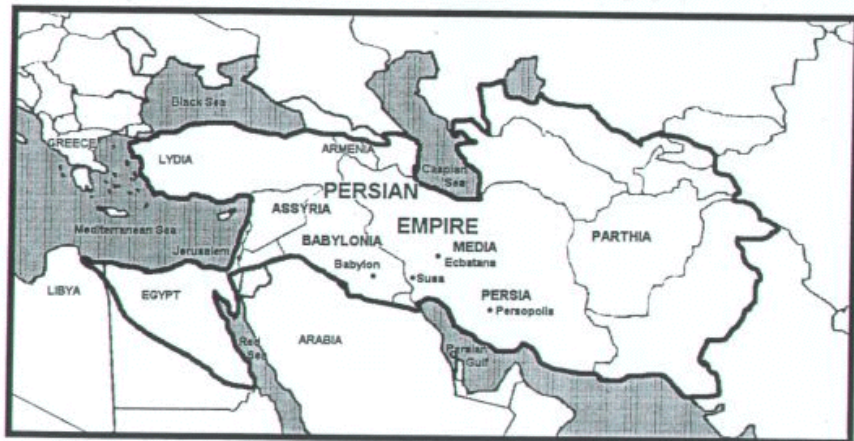 Black Sea
GREECE
LYDIA
ARMENIA
Caspian Sea
PERSIAN
EMPIRE
ASSYRIA
Mediterranean Sea
Jerusalem
BABYLONIA
Babylon
MEDIA
Ecbatana
Susa
PARTHIA
LIBYA
EGYPT
PERSIA
Persopolis
Red
Sea
ARABIA
Persian
Gulf